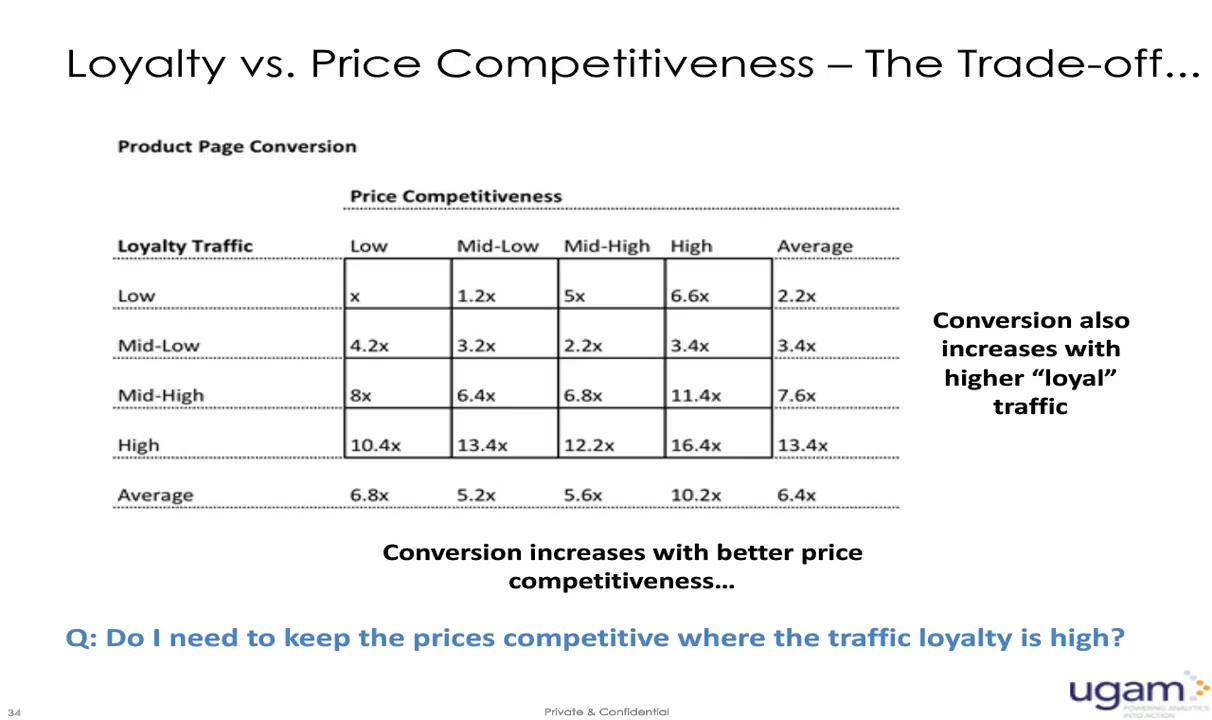 Loyalty vs. Price Competitiveness – The Trade-off...
Product Page Conversion
Price Competitiveness
Loyalty Traffic Low Mid-Low Mid-High High Average
Low x 1.2x 5x 6.6x 2.2x
Mid-Low 4.2x 3.2x 2.2x 3.4x 3.4x
Mid-High 8x 6.4x 6.8x 11.4x 7.6x
High 10.4x 13.4x 12.2x 16.4x 13.4x
Average 6.8x 5.2x 5.6x 10.2x 6.4x
Conversion also
increases with
higher “loyal”
traffic
Conversion increases with better price
competitiveness...
Q: Do I need to keep the prices competitive where the traffic loyalty is high?
ugam
POWERING ANALYTICS
INTO ACTION
34
Private & Confidential